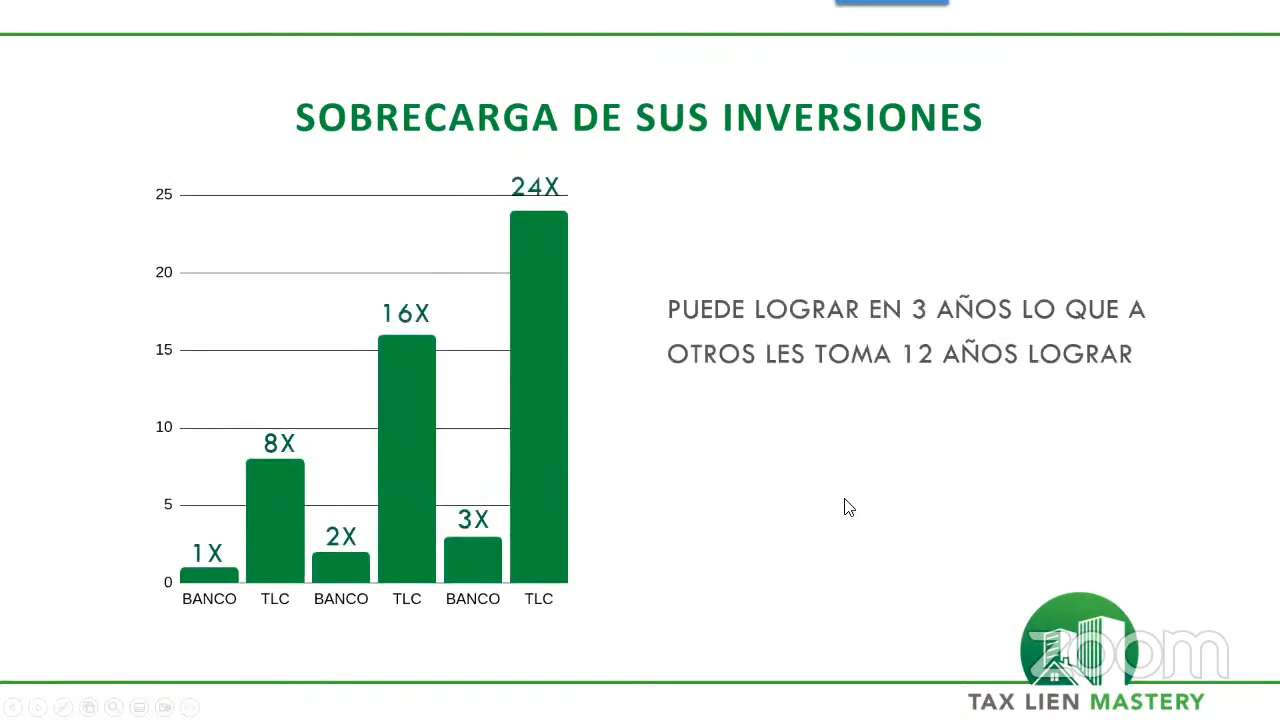 SOBRECARGA DE SUS INVERSIONES
25
20
15
10
5
0
1X
8X
2X
16X
3X
24X
BANCO TLC BANCO TLC BANCO TLC
PUEDE LOGRAR EN 3 AÑOS LO QUE A
OTROS LES TOMA 12 AÑOS LOGRAR
zoom
TAX LIEN MASTERY